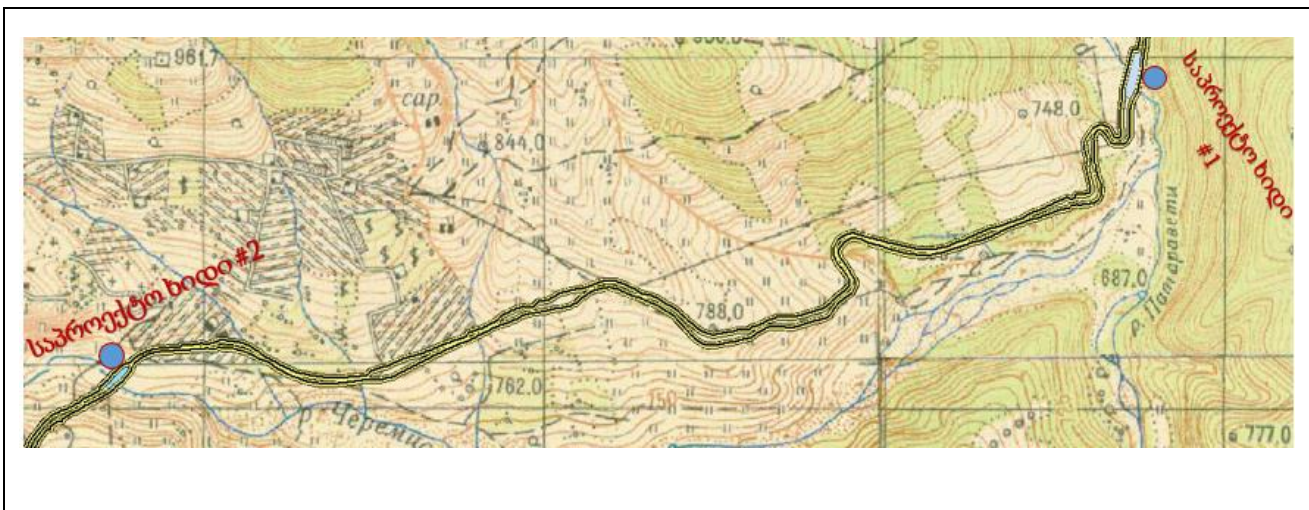 961,7
сар.
844,0
748,0
საპროექტო ხიდი
#1
საპროექტო ხიდი #2
788,0
687,0
р. Патаравети
762.0
р.
777,0